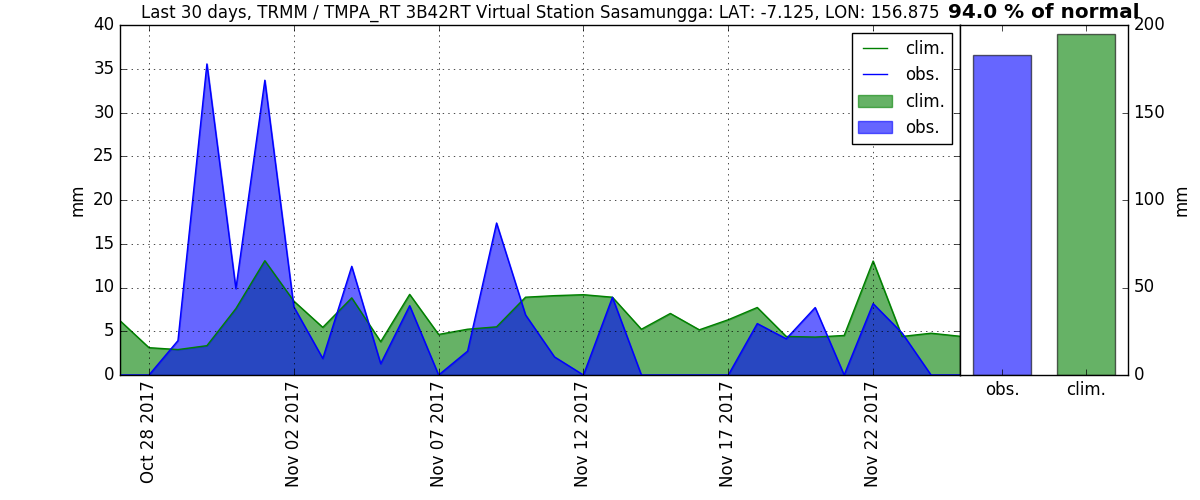 Last 30 days, TRMM / TMPA_RT 3B42RT Virtual Station Sasamungga: LAT: -7.125, LON: 156.875 94.0 % of normal
40
35
30
25
20
15
10
5
0
mm
clim.
obs.
clim.
obs.
200
150
100
50
0
mm
obs. clim.
Oct 28 2017
Nov 02 2017
Nov 07 2017
Nov 12 2017
Nov 17 2017
Nov 22 2017